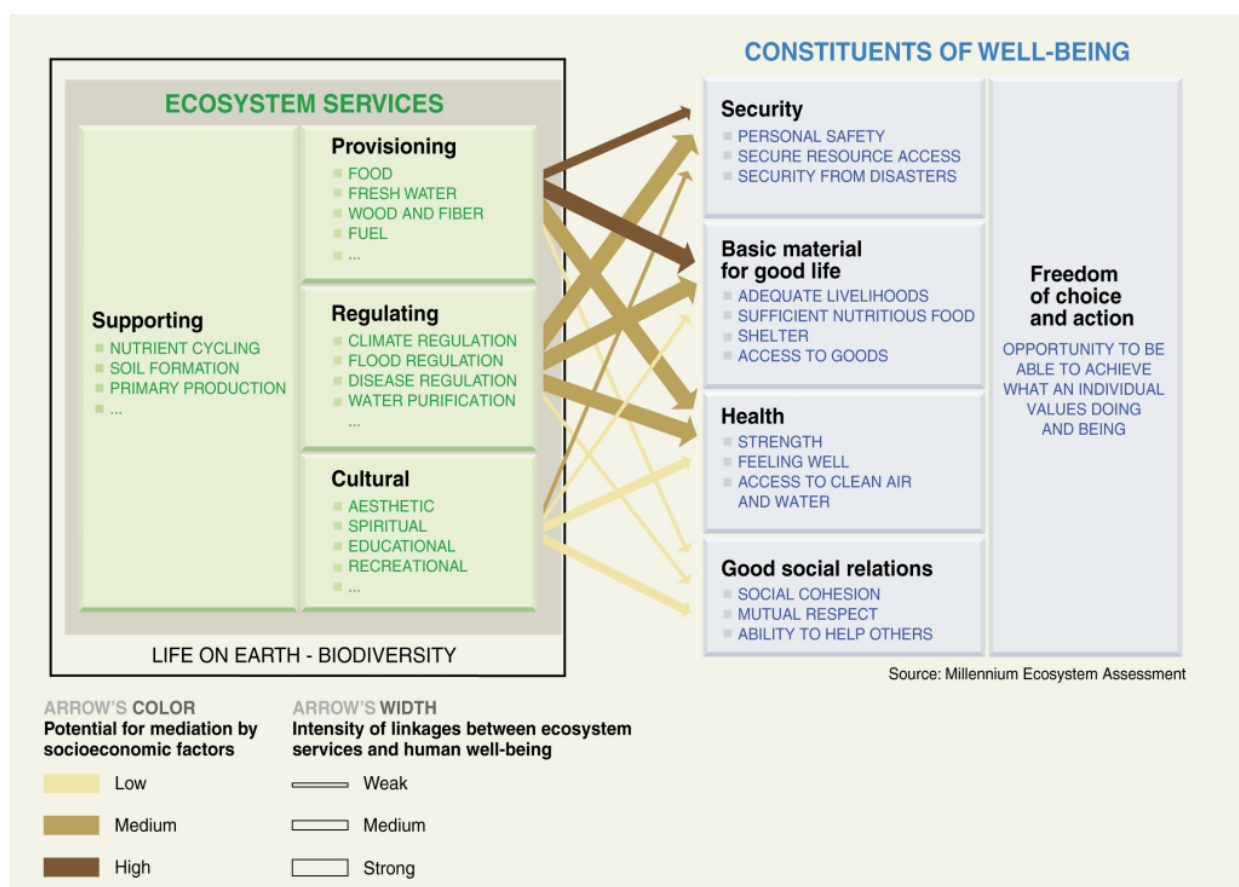 CONSTITUENTS OF WELL-BEING
ECOSYSTEM SERVICES
Supporting
NUTRIENT CYCLING
SOIL FORMATION
PRIMARY PRODUCTION
...
Provisioning
FOOD
FRESH WATER
WOOD AND FIBER
FUEL
...
Regulating
CLIMATE REGULATION
FLOOD REGULATION
DISEASE REGULATION
WATER PURIFICATION
...
Cultural
AESTHETIC
SPIRITUAL
EDUCATIONAL
RECREATIONAL
...
LIFE ON EARTH - BIODIVERSITY
Security
PERSONAL SAFETY
SECURE RESOURCE ACCESS
SECURITY FROM DISASTERS
Basic material
for good life
ADEQUATE LIVELIHOODS
SUFFICIENT NUTRITIOUS FOOD
SHELTER
ACCESS TO GOODS
Health
STRENGTH
FEELING WELL
ACCESS TO CLEAN AIR
AND WATER
Good social relations
SOCIAL COHESION
MUTUAL RESPECT
ABILITY TO HELP OTHERS
Freedom
of choice
and action
OPPORTUNITY TO BE
ABLE TO ACHIEVE
WHAT AN INDIVIDUAL
VALUES DOING
AND BEING
Source: Millennium Ecosystem Assessment
ARROW'S COLOR
Potential for mediation by
socioeconomic factors
Low
Medium
High
ARROW'S WIDTH
Intensity of linkages between ecosystem
services and human well-being
Weak
Medium
Strong